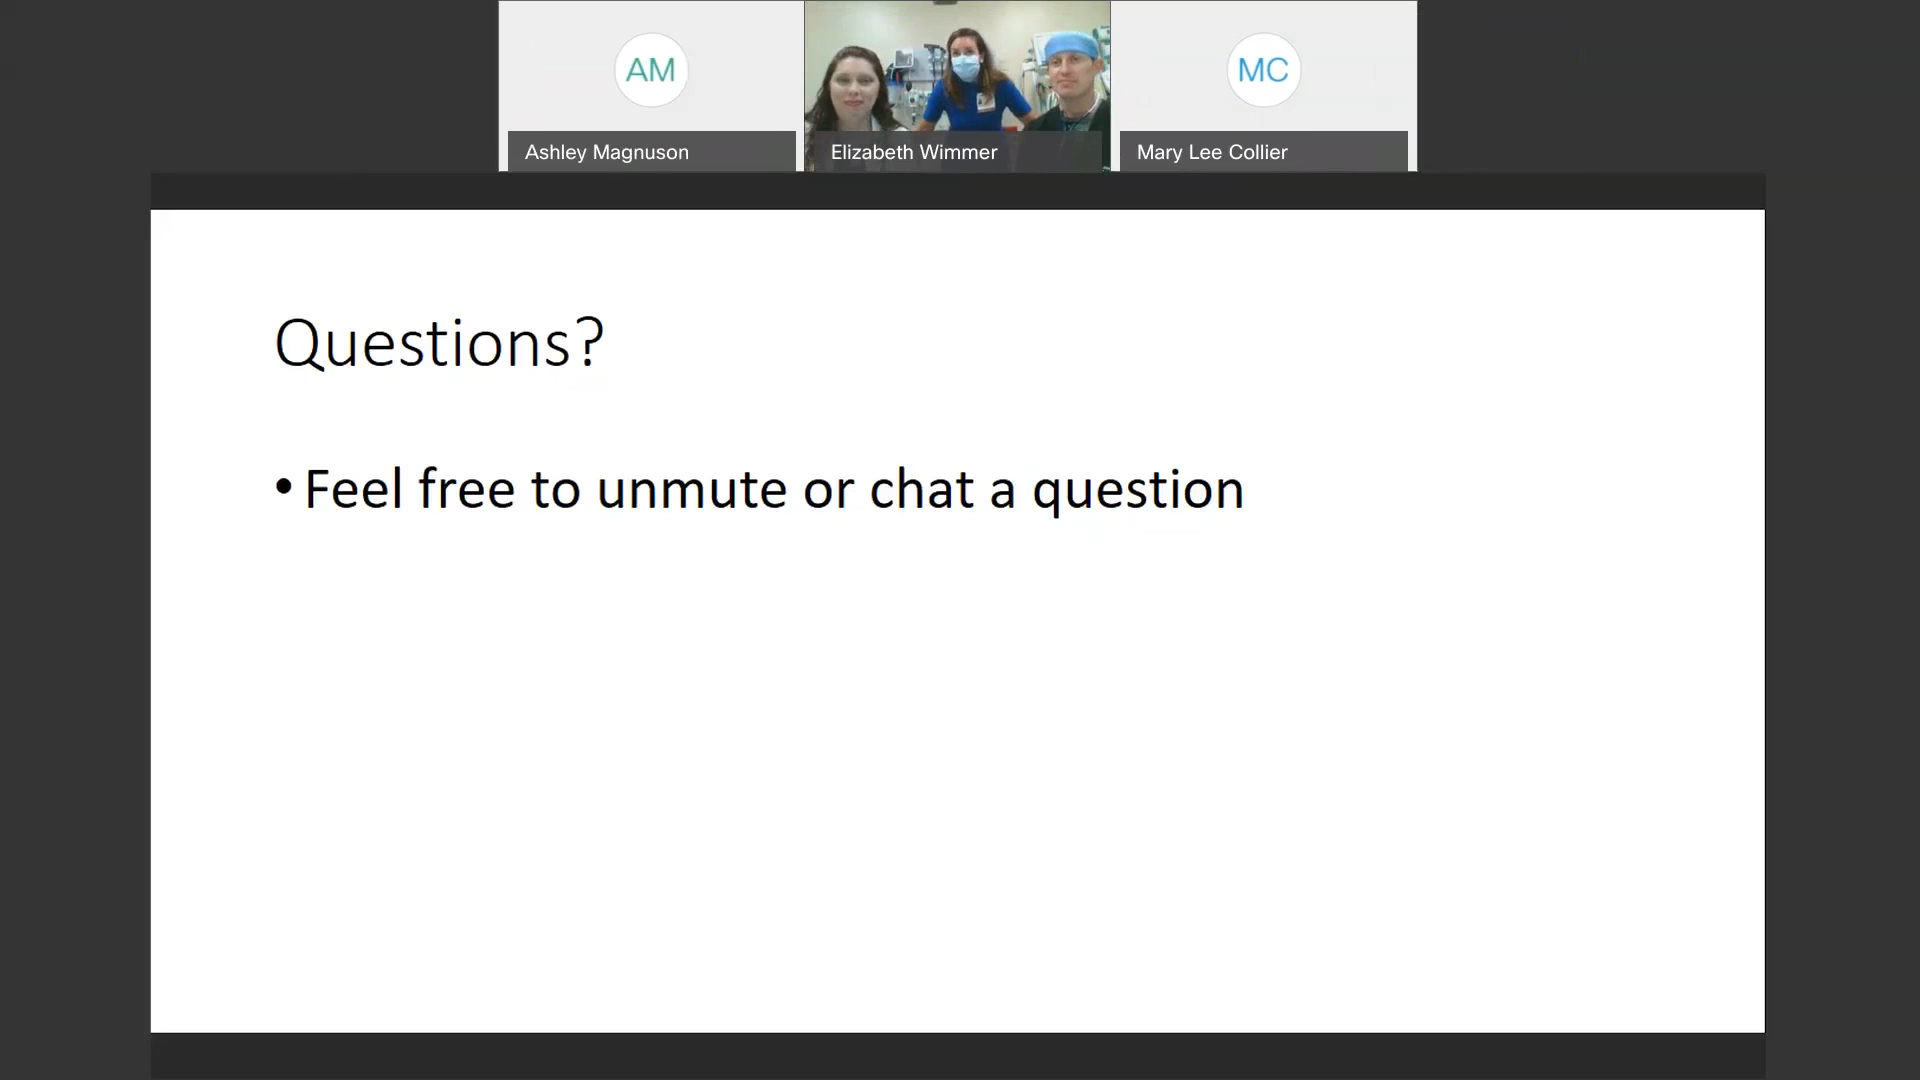 AM
MC
Ashley Magnuson
Elizabeth Wimmer
Mary Lee Collier
Questions?
• Feel free to unmute or chat a question